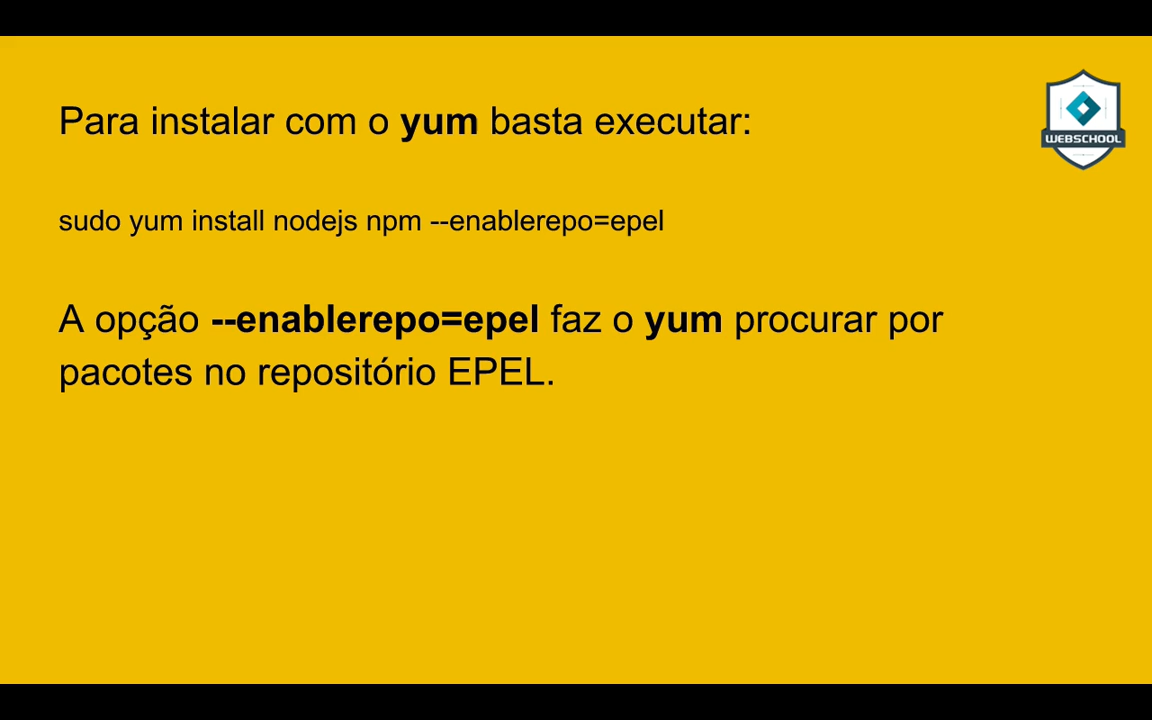 Para instalar com o yum basta executar:
WEBSCHOOL
sudo yum install nodejs npm --enablerepo=epel
A opção --enablerepo=epel faz o yum procurar por
pacotes no repositório EPEL.